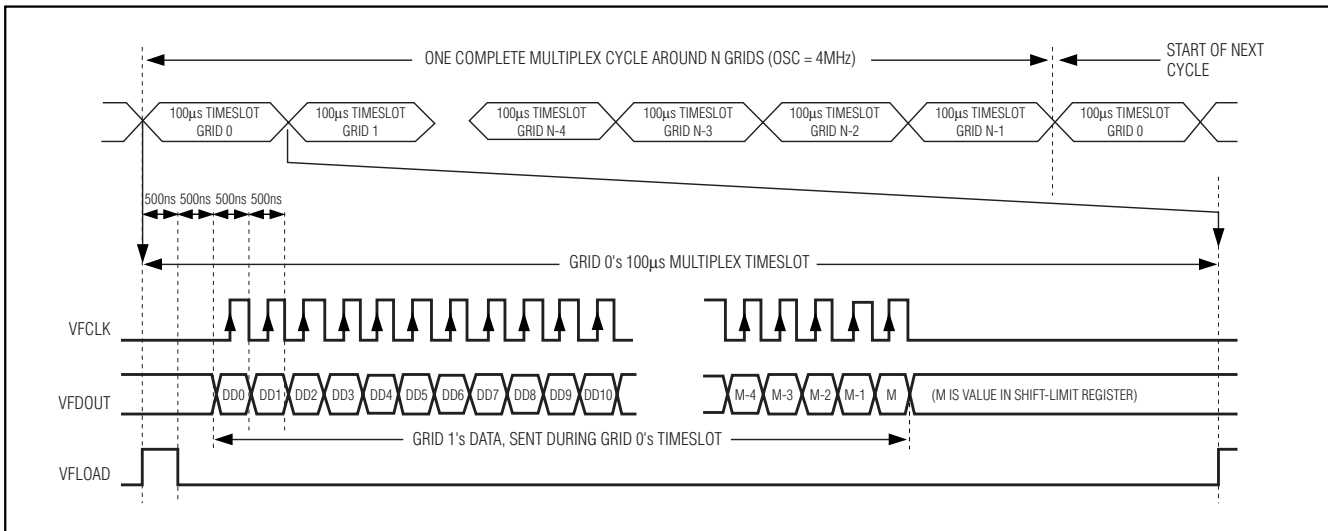 ONE COMPLETE MULTIPLEX CYCLE AROUND N GRIDS (OSC = 4MHz)
START OF NEXT
CYCLE
100μs TIMESLOT
GRID 0
100μs TIMESLOT
GRID 1
100μs TIMESLOT
GRID N-4
100μs TIMESLOT
GRID N-3
100μs TIMESLOT
GRID N-2
100μs TIMESLOT
GRID N-1
100μs TIMESLOT
GRID 0
500ns 500ns 500ns 500ns
GRID 0's 100μs MULTIPLEX TIMESLOT
VFCLK
VFDOUT
DD0 DD1 DD2 DD3 DD4 DD5 DD6 DD7 DD8 DD9 DD10
M-4 M-3 M-2 M-1 M
(M IS VALUE IN SHIFT-LIMIT REGISTER)
GRID 1's DATA, SENT DURING GRID 0's TIMESLOT
VFLOAD